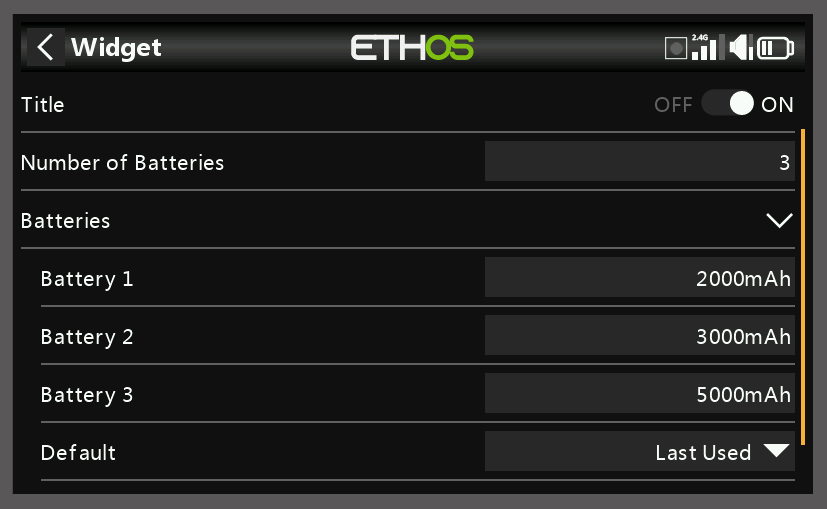 Widget
ETHOS
2.4G
Title
OFF ON
Number of Batteries
3
Batteries
Battery 1
2000mAh
Battery 2
3000mAh
Battery 3
5000mAh
Default
Last Used